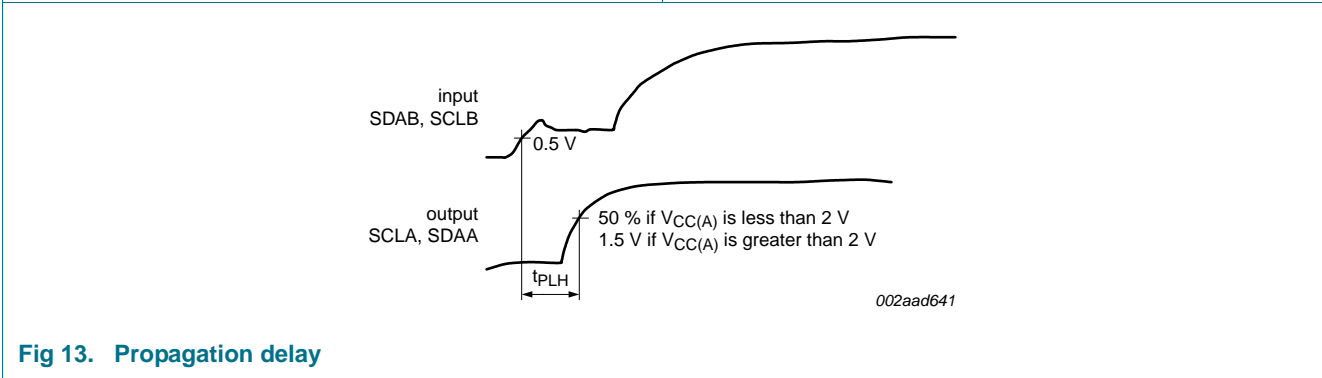 input
SDAB, SCLB
0.5 V
output
SCLA, SDAA
50 % if VCC(A) is less than 2 V
1.5 V if VCC(A) is greater than 2 V
tPLH
002aad641
Fig 13. Propagation delay